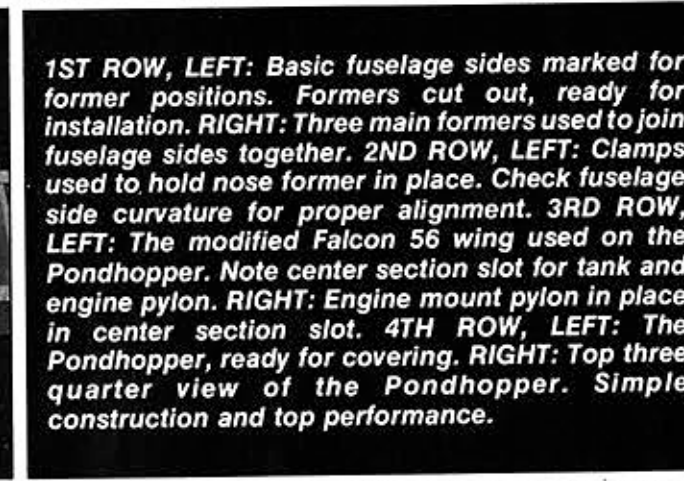 1ST ROW, LEFT: Basic fuselage sides marked for
former positions. Formers cut out, ready for
installation. RIGHT: Three main formers used to join
fuselage sides together. 2ND ROW, LEFT: Clamps
used to hold nose former in place. Check fuselage
side curvature for proper alignment. 3RD ROW,
LEFT: The modified Falcon 56 wing used on the
Pondhopper. Note center section slot for tank and
engine pylon. RIGHT: Engine mount pylon in place
in center section slot. 4TH ROW, LEFT: The
Pondhopper, ready for covering. RIGHT: Top three
quarter view of the Pondhopper. Simple
construction and top performance.